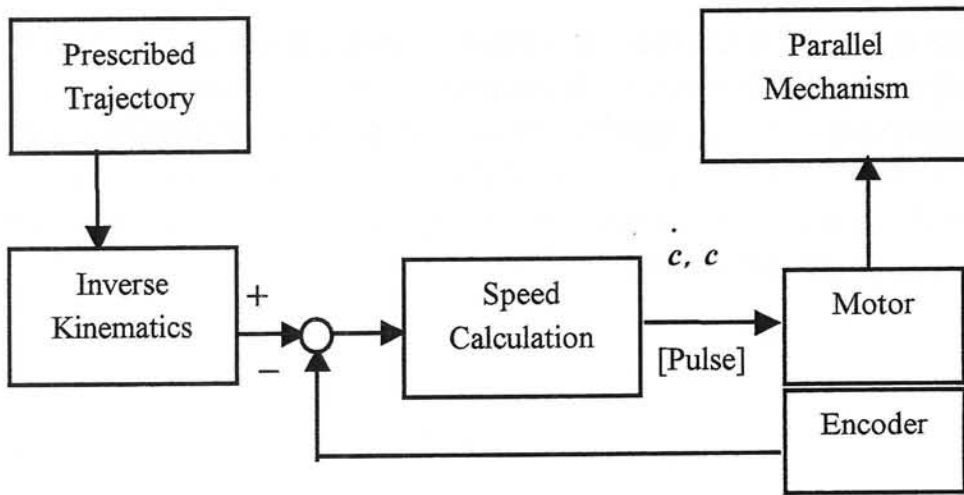 Prescribed
Trajectory
Parallel
Mechanism
Inverse
Kinematics
+
−
Speed
Calculation
ċ, c
[Pulse]
Motor
Encoder